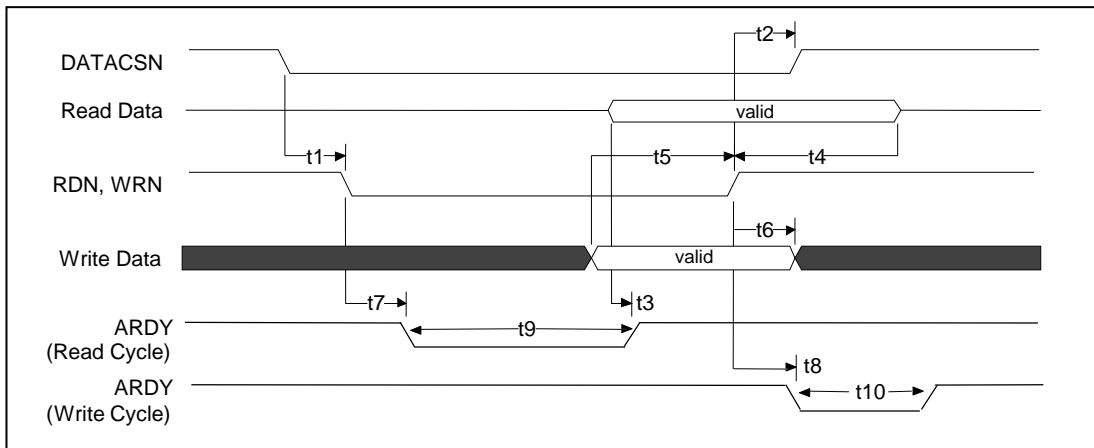 t2
DATACSN
Read Data
valid
t1
t5
t4
RDN, WRN
t6
Write Data
valid
t7
t3
ARDY
(Read Cycle)
t9
t8
ARDY
(Write Cycle)
t10